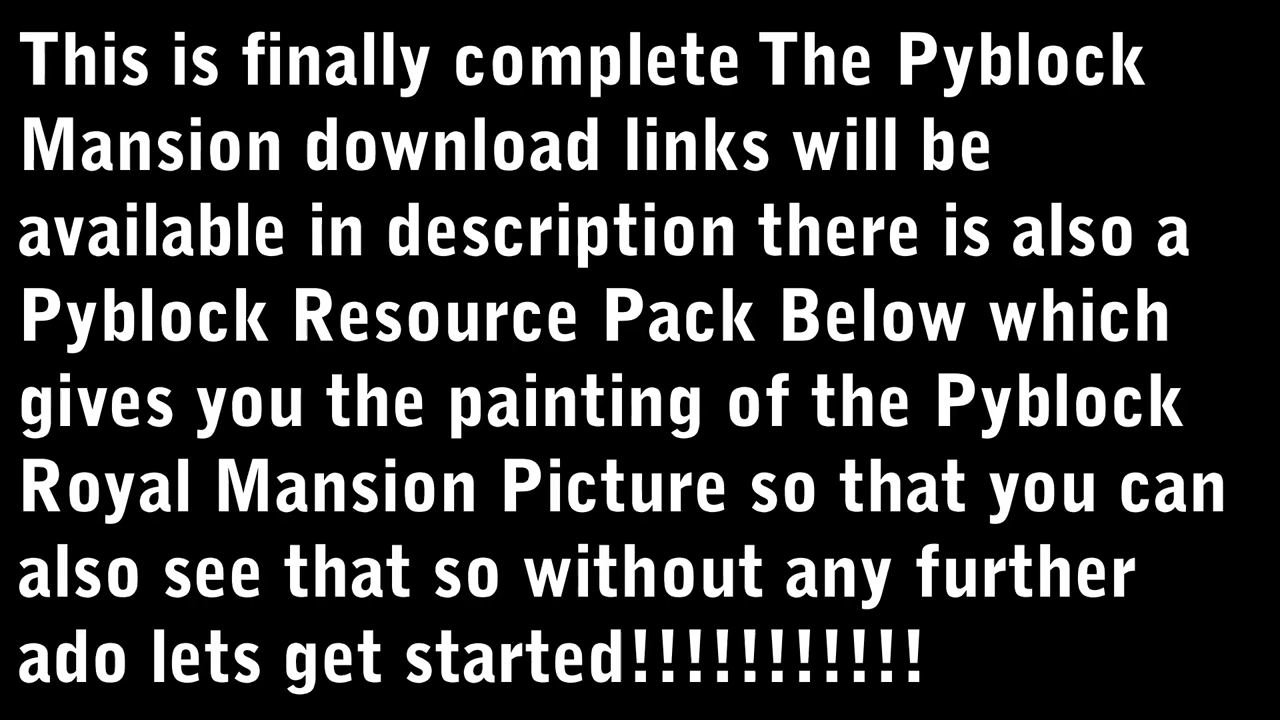 This is finally complete The Pyblock
Mansion download links will be
available in description there is also a
Pyblock Resource Pack Below which
gives you the painting of the Pyblock
Royal Mansion Picture so that you can
also see that so without any further
ado lets get started!!!!!!!!!!!